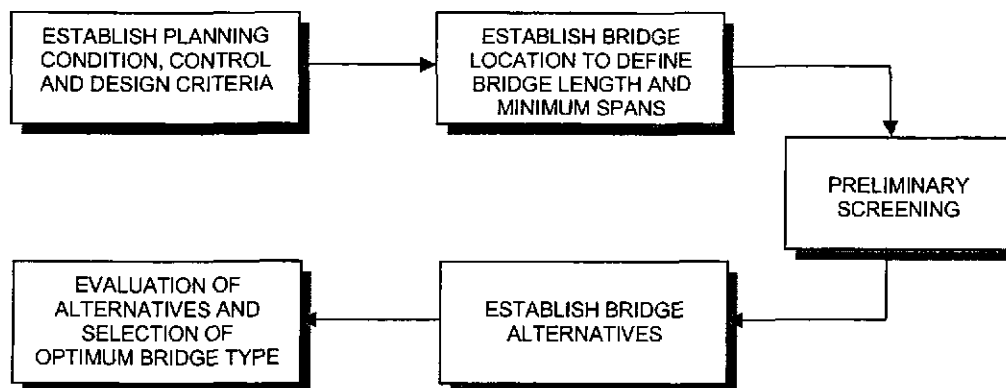 ESTABLISH PLANNING
CONDITION, CONTROL
AND DESIGN CRITERIA
ESTABLISH BRIDGE
LOCATION TO DEFINE
BRIDGE LENGTH AND
MINIMUM SPANS
PRELIMINARY
SCREENING
ESTABLISH BRIDGE
ALTERNATIVES
EVALUATION OF
ALTERNATIVES AND
SELECTION OF
OPTIMUM BRIDGE TYPE